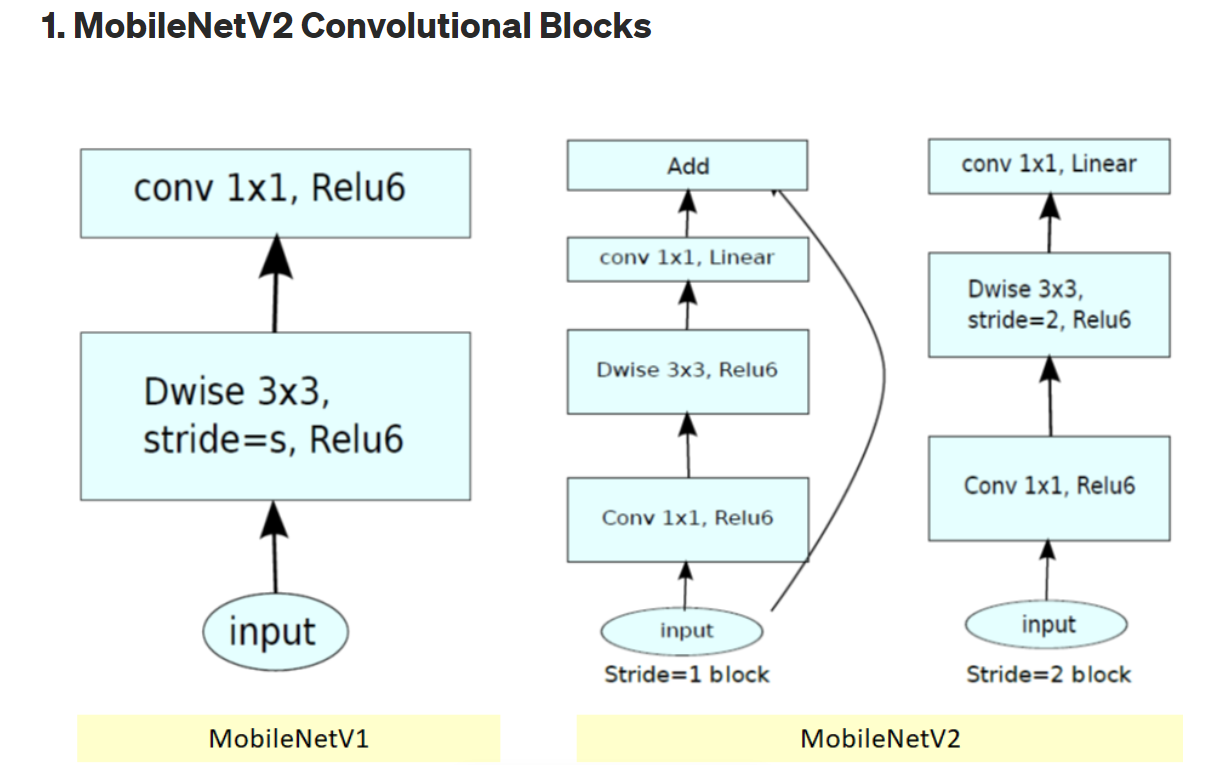 1. MobileNetV2 Convolutional Blocks
conv 1x1, Relu6
Dwise 3x3,
stride=s, Relu6
input
MobileNetV1
Add
conv 1x1, Linear
Dwise 3x3, Relu6
Conv 1x1, Relu6
input
Stride=1 block
conv 1x1, Linear
Dwise 3x3,
stride=2, Relu6
Conv 1x1, Relu6
input
Stride=2 block
MobileNetV2